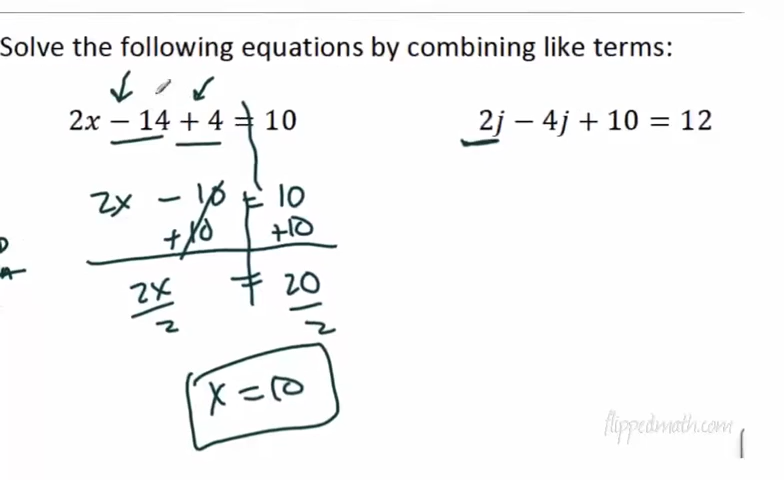 Solve the following equations by combining like terms:
2x − 14 + 4 = 10
2x − 10 = 10
+10 +10
2x = 20
2 2
x = 10
2j − 4j + 10 = 12
flippedmath.com